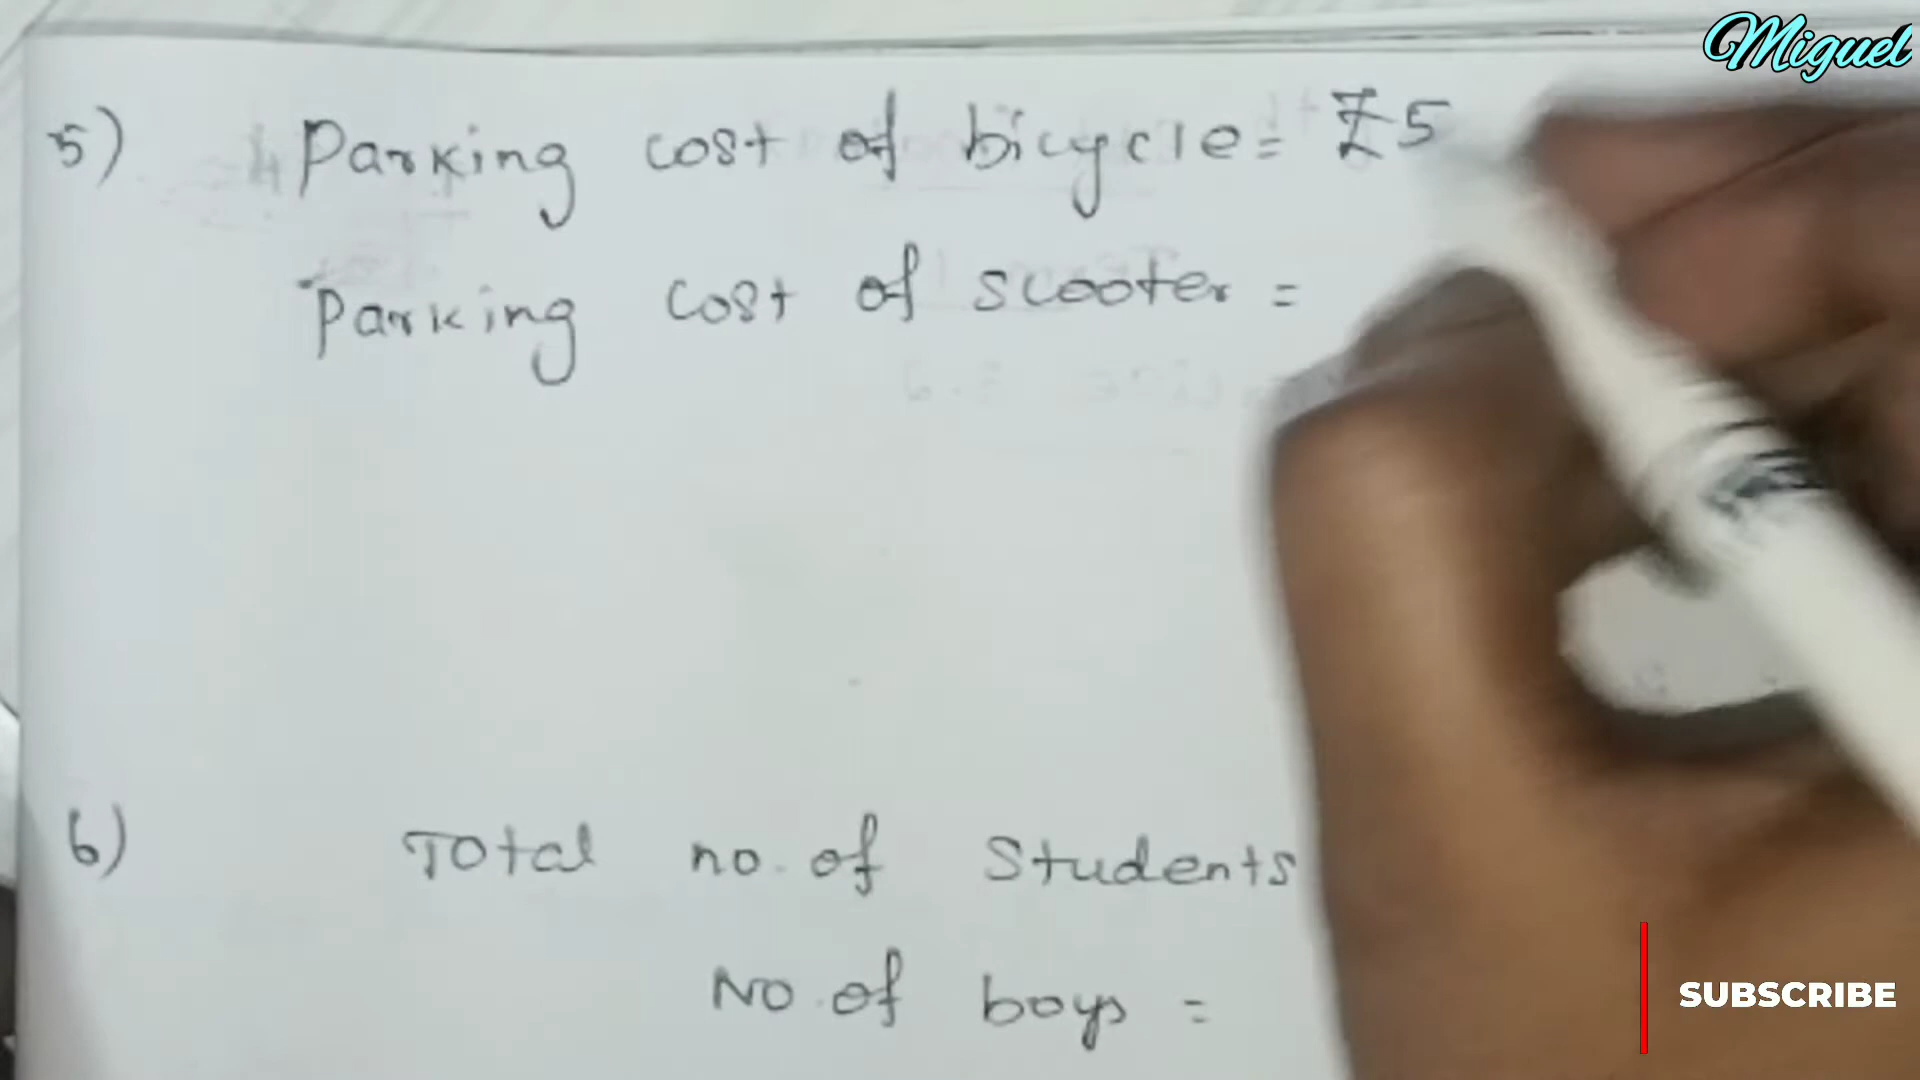 Miguel
5) Parking cost of bicycle = ₹5
Parking cost of scooter =
6) Total no. of Students
No. of boys =
SUBSCRIBE